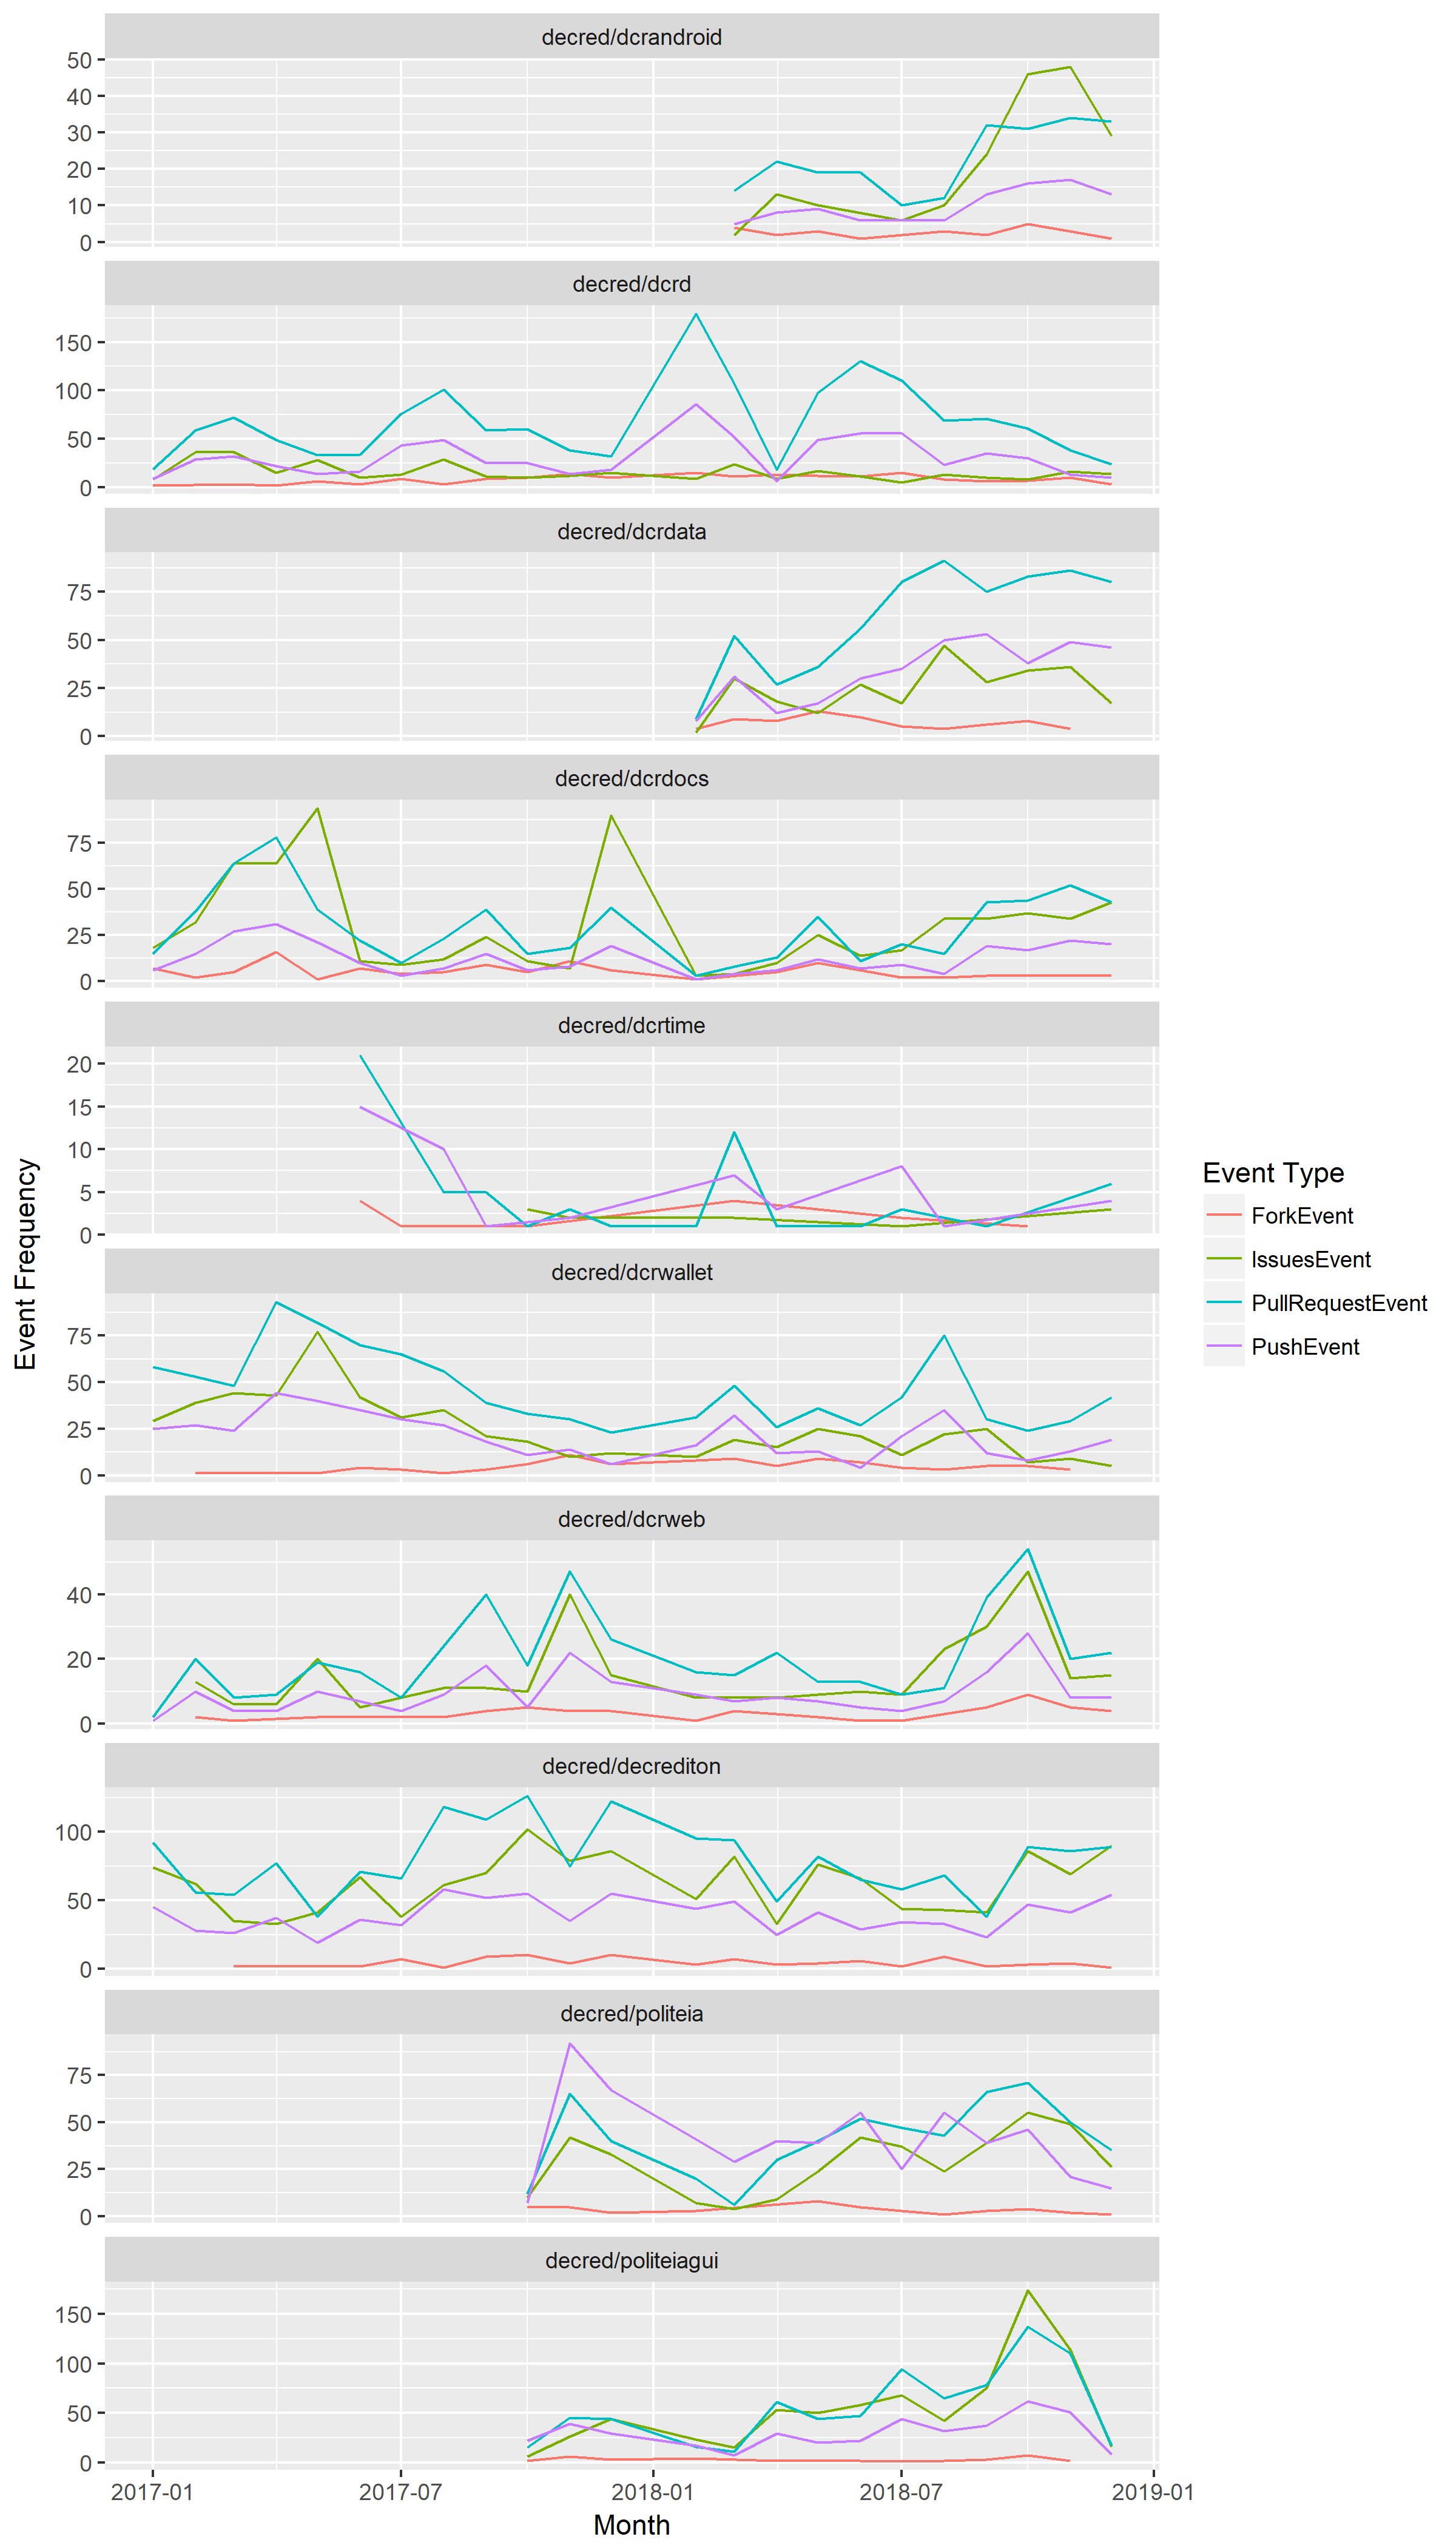 decred/dcrandroid
50
40
30
20
10
0
decred/dcrd
150
100
50
0
decred/dcrdata
75
50
25
0
decred/dcrdocs
75
50
25
0
decred/dcrtime
20
15
10
5
0
decred/dcrwallet
75
50
25
0
decred/dcrweb
40
20
0
decred/decrediton
100
50
0
decred/politeia
75
50
25
0
decred/politeiagui
150
100
50
0
2017-01 2017-07 2018-01 2018-07 2019-01
Month
Event Frequency
Event Type
ForkEvent
IssuesEvent
PullRequestEvent
PushEvent